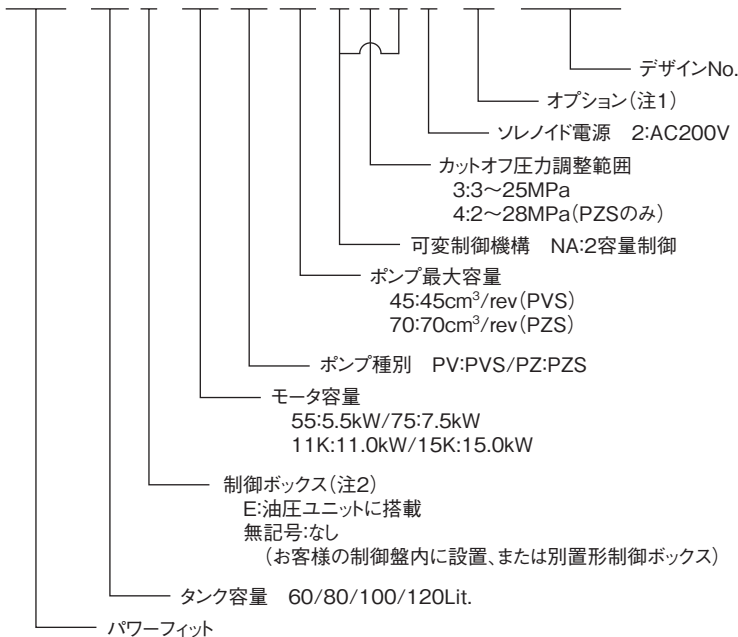 デザインNo.
オプション(注1)
ソレノイド電源 2:AC200V
カットオフ圧力調整範囲
3:3～25MPa
4:2～28MPa(PZSのみ)
可変制御機構 NA:2容量制御
ポンプ最大容量
45:45cm³/rev(PVS)
70:70cm³/rev(PZS)
ポンプ種別 PV:PVS/PZ:PZS
モータ容量
55:5.5kW/75:7.5kW
11K:11.0kW/15K:15.0kW
制御ボックス(注2)
E:油圧ユニットに搭載
無記号:なし
(お客様の制御盤内に設置、または別置形制御ボックス)
タンク容量 60/80/100/120Lit.
パワーフィット